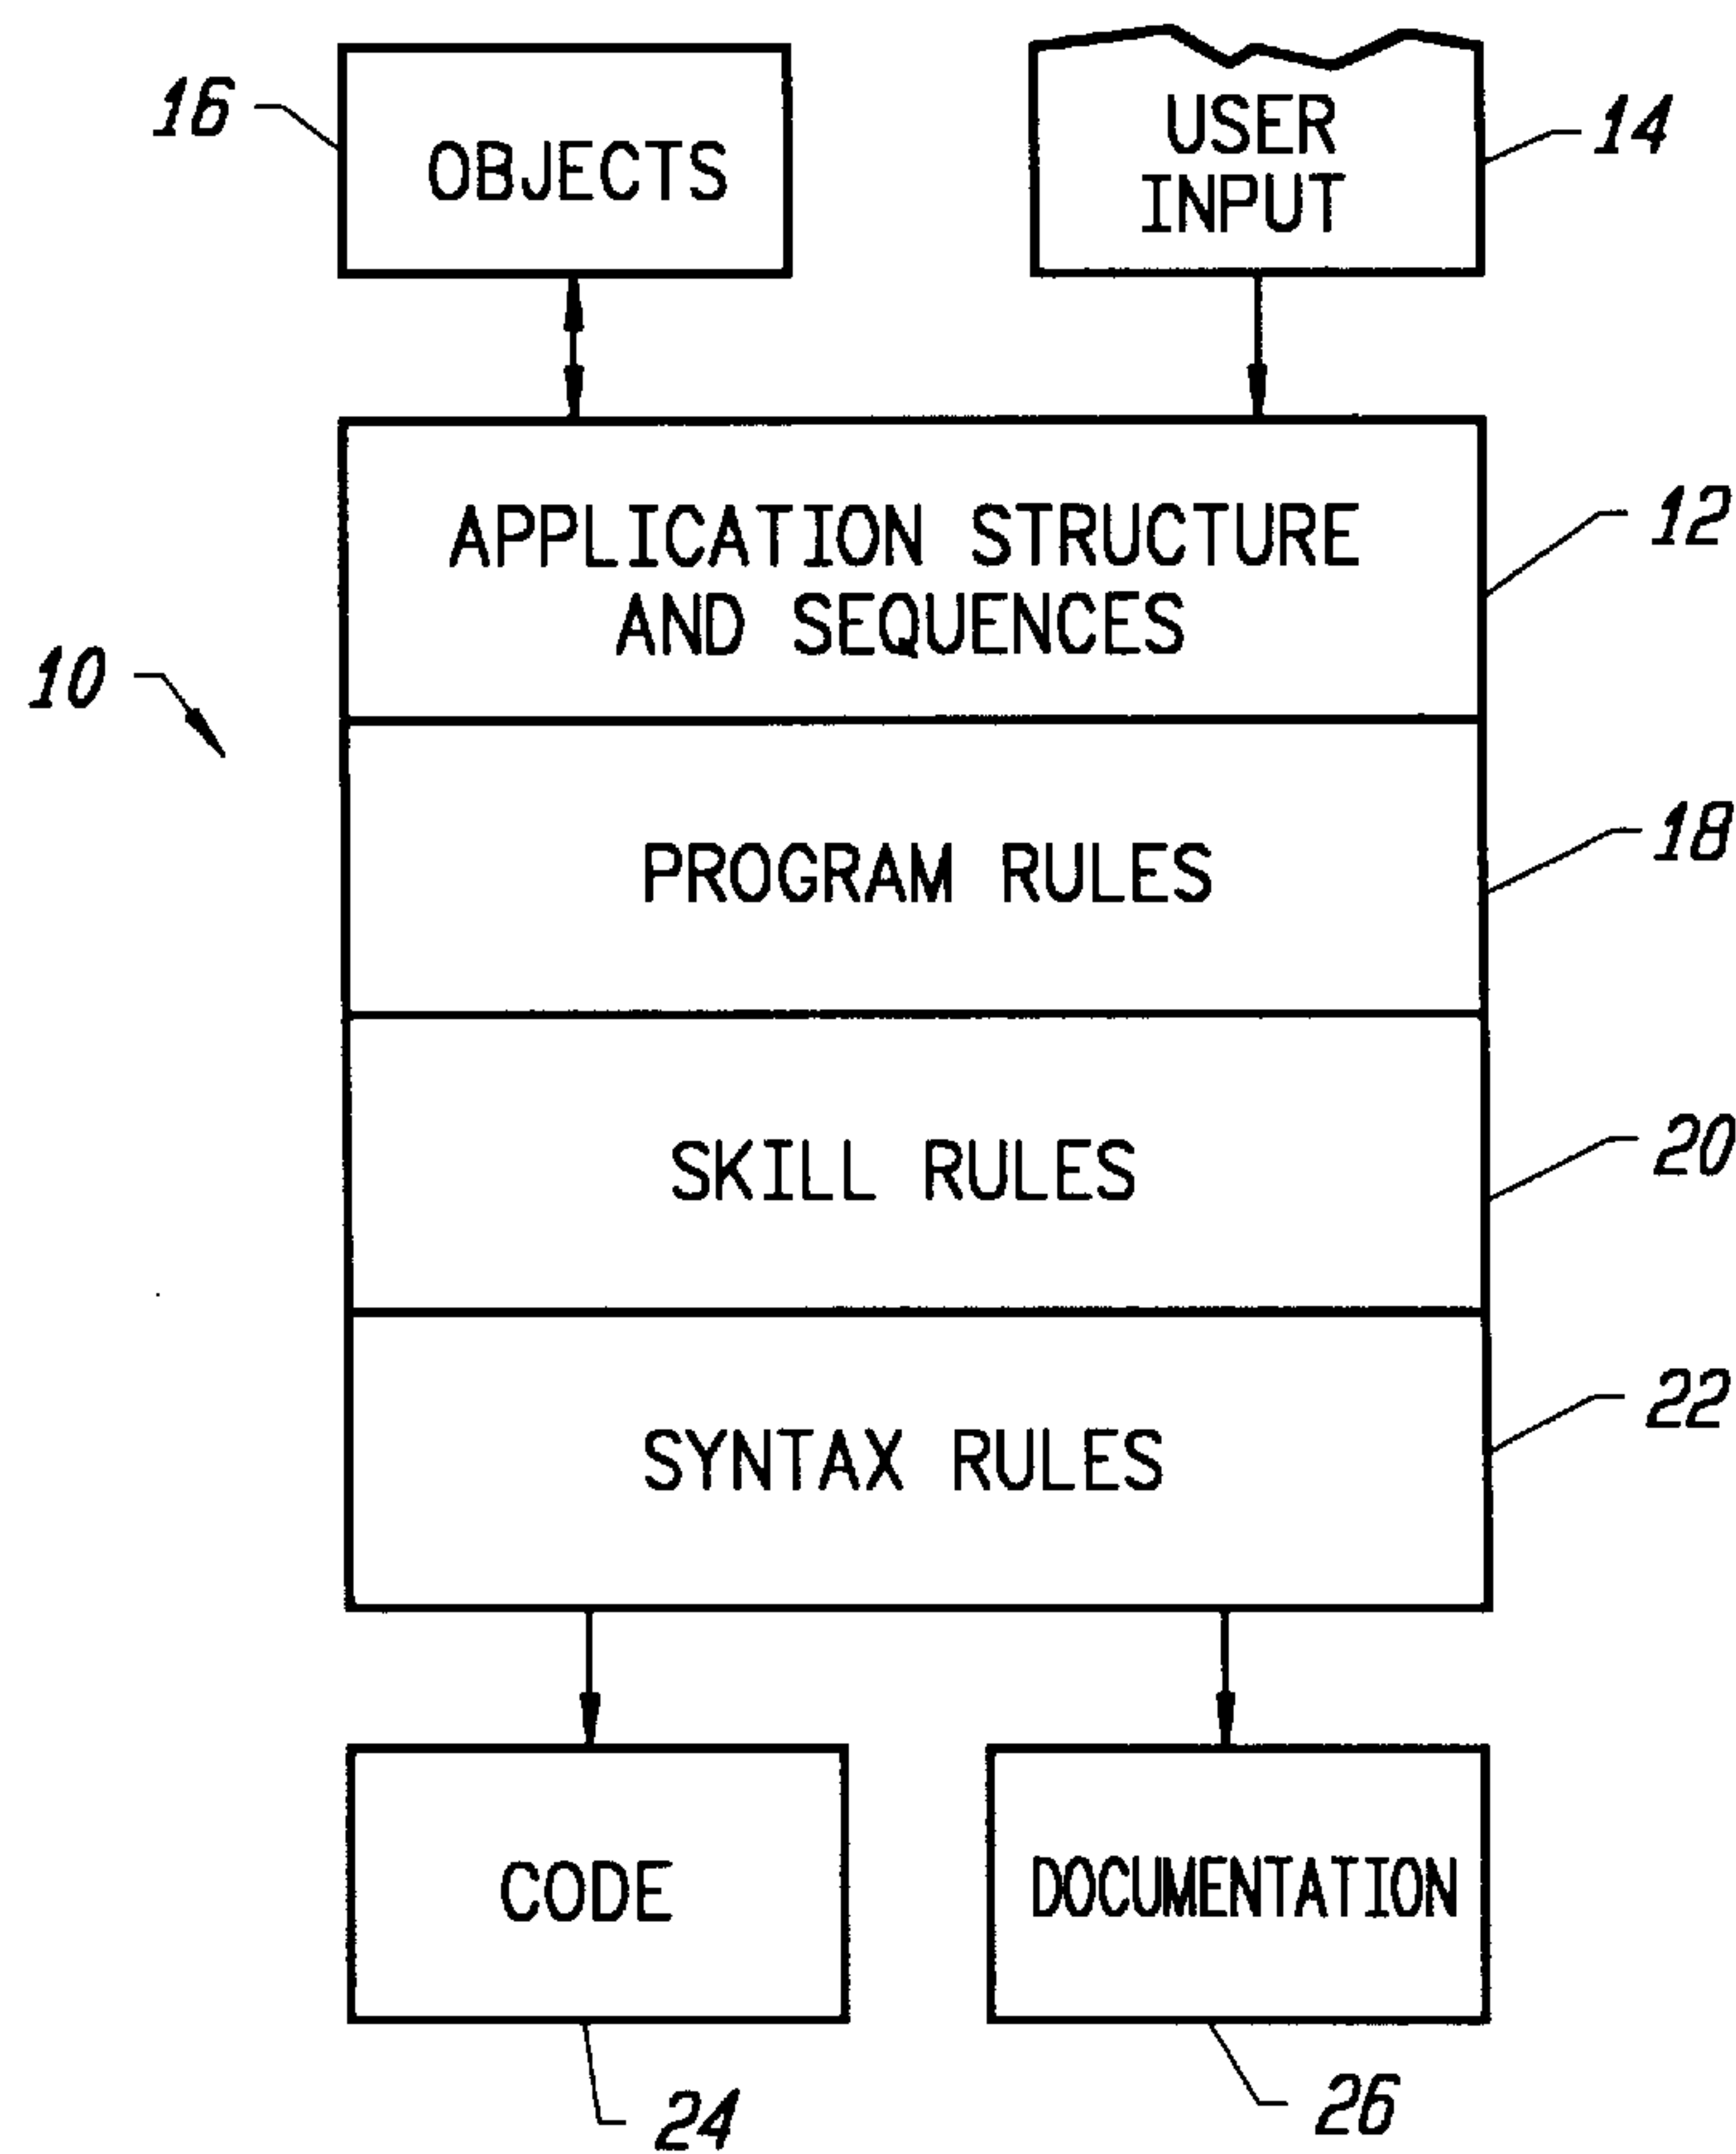 16
OBJECTS
USER
INPUT
14
APPLICATION STRUCTURE
AND SEQUENCES
12
10
PROGRAM RULES
18
SKILL RULES
20
SYNTAX RULES
22
CODE
DOCUMENTATION
24
26